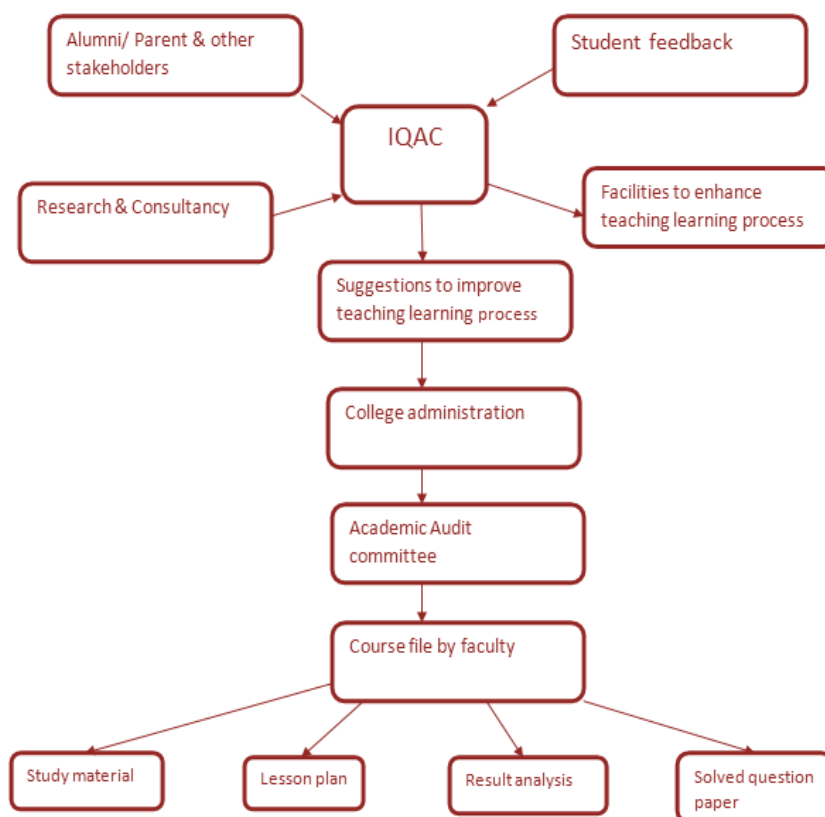 Alumni/ Parent & other
stakeholders
Student feedback
IQAC
Research & Consultancy
Facilities to enhance
teaching learning process
Suggestions to improve
teaching learning process
College administration
Academic Audit
committee
Course file by faculty
Study material
Lesson plan
Result analysis
Solved question
paper